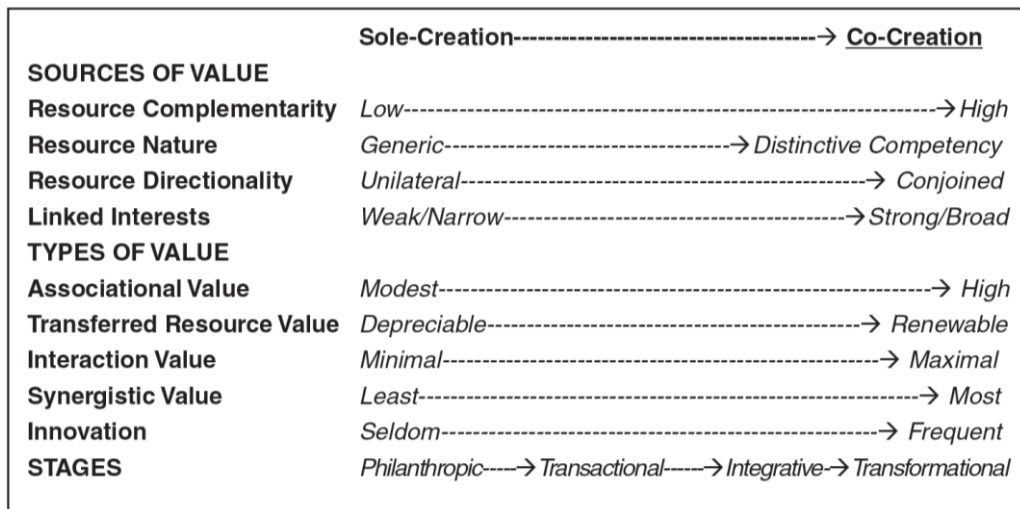 Sole-Creation--------------------------------------→ Co-Creation
SOURCES OF VALUE
Resource Complementarity Low------------------------------------------------------------------→High
Resource Nature Generic-----------------------------------→Distinctive Competency
Resource Directionality Unilateral---------------------------------------------------→ Conjoined
Linked Interests Weak/Narrow------------------------------------------→Strong/Broad
TYPES OF VALUE
Associational Value Modest-------------------------------------------------------------→ High
Transferred Resource Value Depreciable------------------------------------------------→ Renewable
Interaction Value Minimal-------------------------------------------------------→ Maximal
Synergistic Value Least--------------------------------------------------------------→ Most
Innovation Seldom------------------------------------------------------→ Frequent
STAGES Philanthropic-----→Transactional------→Integrative-→Transformational